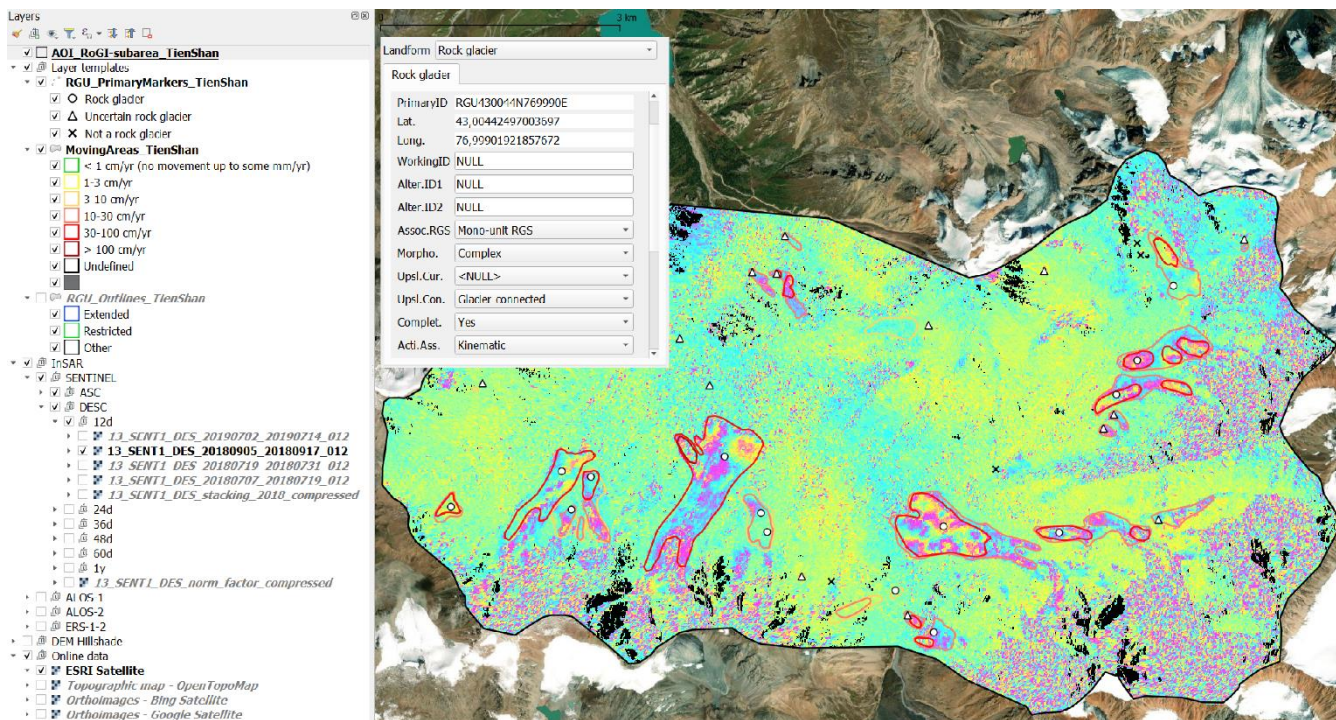 Layers
AOI_RoGI-subarea_TienShan
Layer templates
RGU_PrimaryMarkers_TienShan
Rock glacier
Uncertain rock glacier
Not a rock glacier
MovingAreas_TienShan
< 1 cm/yr (no movement up to some mm/yr)
1-3 cm/yr
3 10 cm/yr
10-30 cm/yr
30-100 cm/yr
> 100 cm/yr
Undefined
RGU_Outlines_TienShan
Extended
Restricted
Other
InSAR
SENTINEL
ASC
DESC
12d
13_SENT1_DES_20190702_20190714_012
13_SENT1_DES_20180905_20180917_012
13_SENT1_DES_20180719_20180731_012
13_SENT1_DES_20180707_20180719_012
13_SENT1_DES_stacking_2018_compressed
24d
36d
48d
60d
1y
13_SENT1_DES_norm_factor_compressed
ALOS-1
ALOS-2
ERS-1-2
DEM Hillshade
Online data
ESRI Satellite
Topographic map - OpenTopoMap
Orthoimages - Bing Satellite
Orthoimages - Google Satellite
0 3 km
Landform Rock glacier
Rock glacier
PrimaryID RGU430044N769990E
Lat. 43,00442497003697
Long. 76,99901921857672
WorkingID NULL
Alter.ID1 NULL
Alter.ID2 NULL
Assoc.RGS Mono-unit RGS
Morpho. Complex
Upsl.Cur. <NULL>
Upsl.Con. Glacier connected
Complet. Yes
Acti.Ass. Kinematic